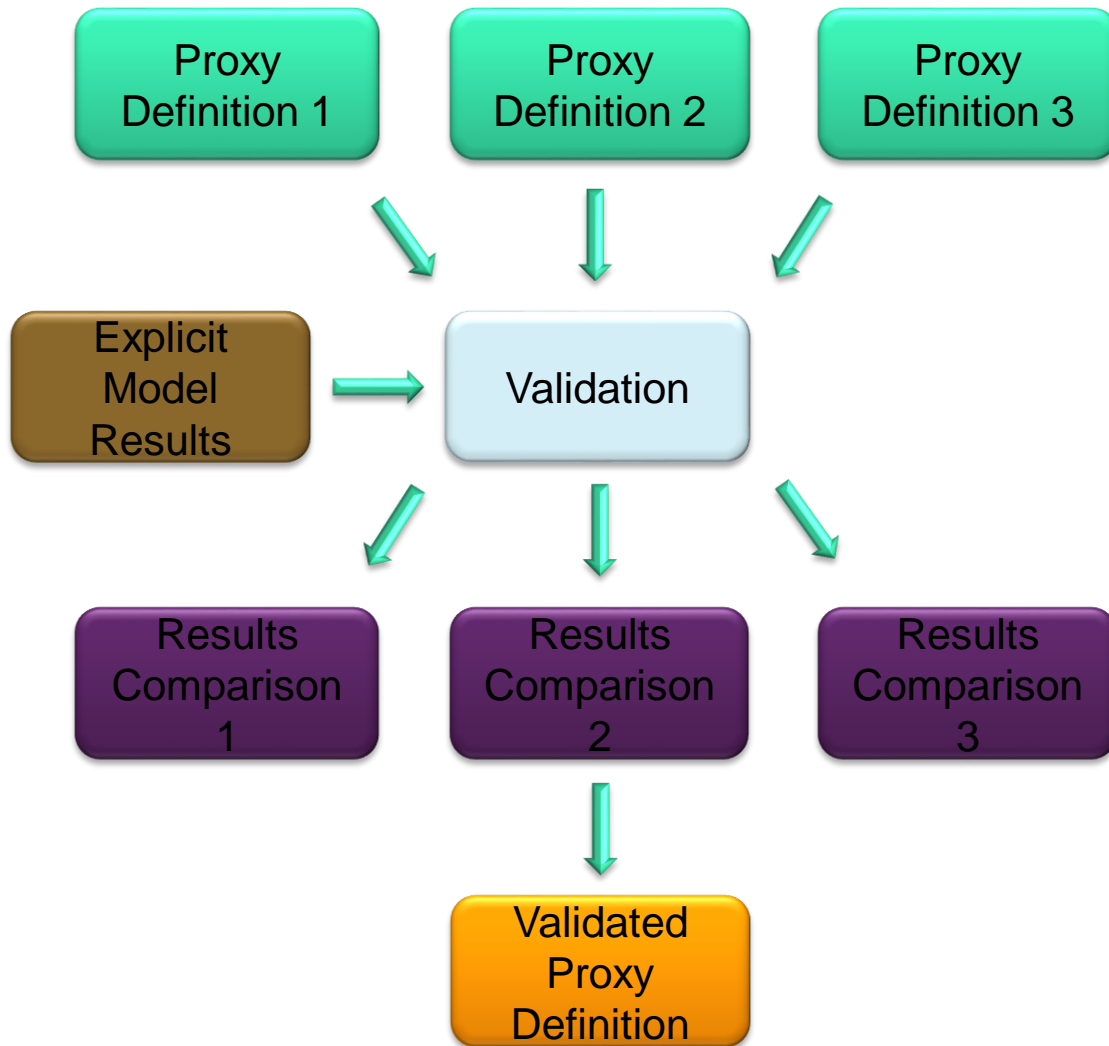 Proxy
Definition 1
Proxy
Definition 2
Proxy
Definition 3
Explicit
Model
Results
Validation
Results
Comparison
1
Results
Comparison
2
Results
Comparison
3
Validated
Proxy
Definition